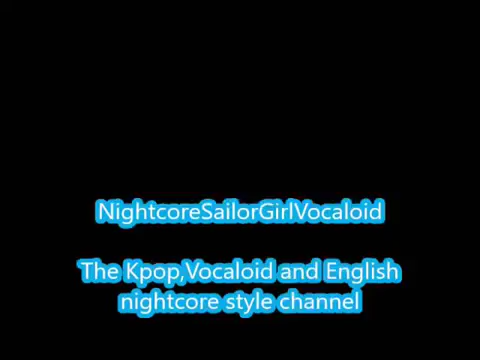 NightcoreSailorGirlVocaloid
The Kpop,Vocaloid and English
nightcore style channel